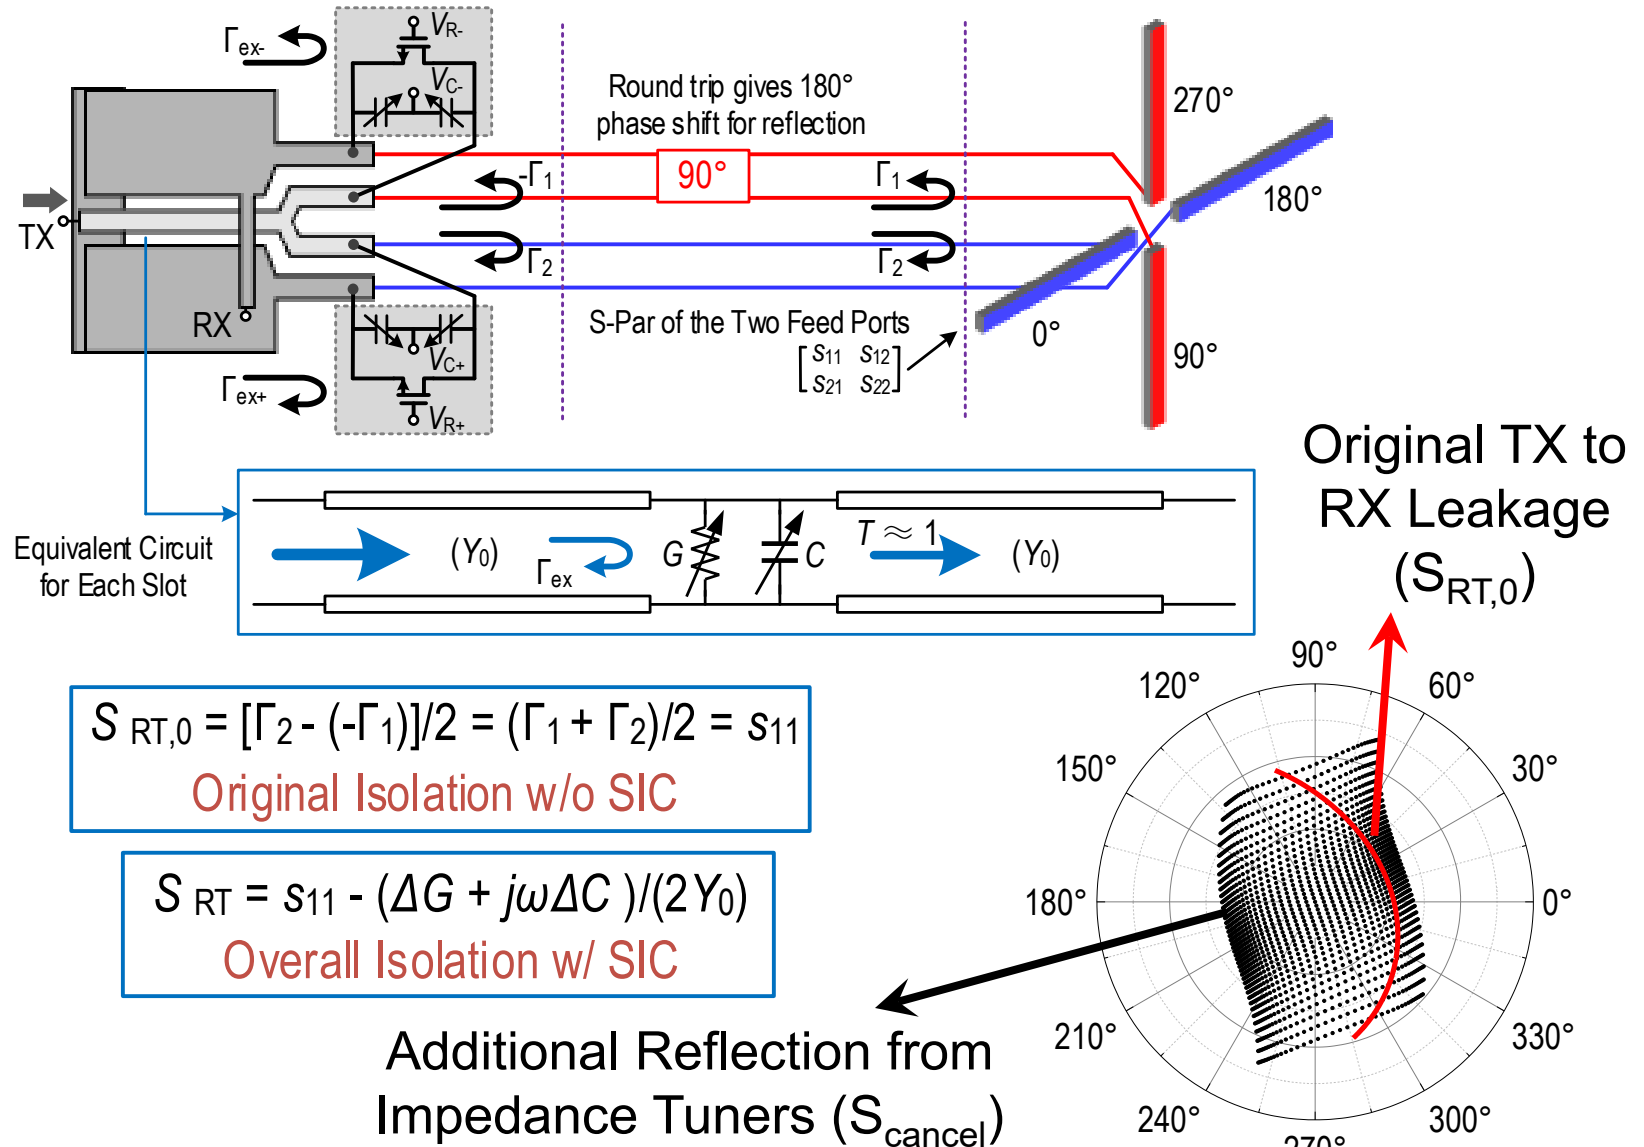 Γex-
VR-
VC-
Round trip gives 180°
phase shift for reflection
270°
180°
90°
-Γ1
Γ1
TX
Γ2
Γ2
RX
S-Par of the Two Feed Ports
s11 s12
s21 s22
0°
90°
VC+
Γex+
VR+
Original TX to
RX Leakage
(SRT,0)
Equivalent Circuit
for Each Slot
(Y0)
Γex
G
C
T ≈ 1
(Y0)
S RT,0 = [Γ2 - (-Γ1)]/2 = (Γ1 + Γ2)/2 = s11
Original Isolation w/o SIC
S RT = s11 - (ΔG + jωΔC )/(2Y0)
Overall Isolation w/ SIC
Additional Reflection from
Impedance Tuners (Scancel)
90°
120°
60°
150°
30°
180°
0°
210°
330°
240°
300°
270°